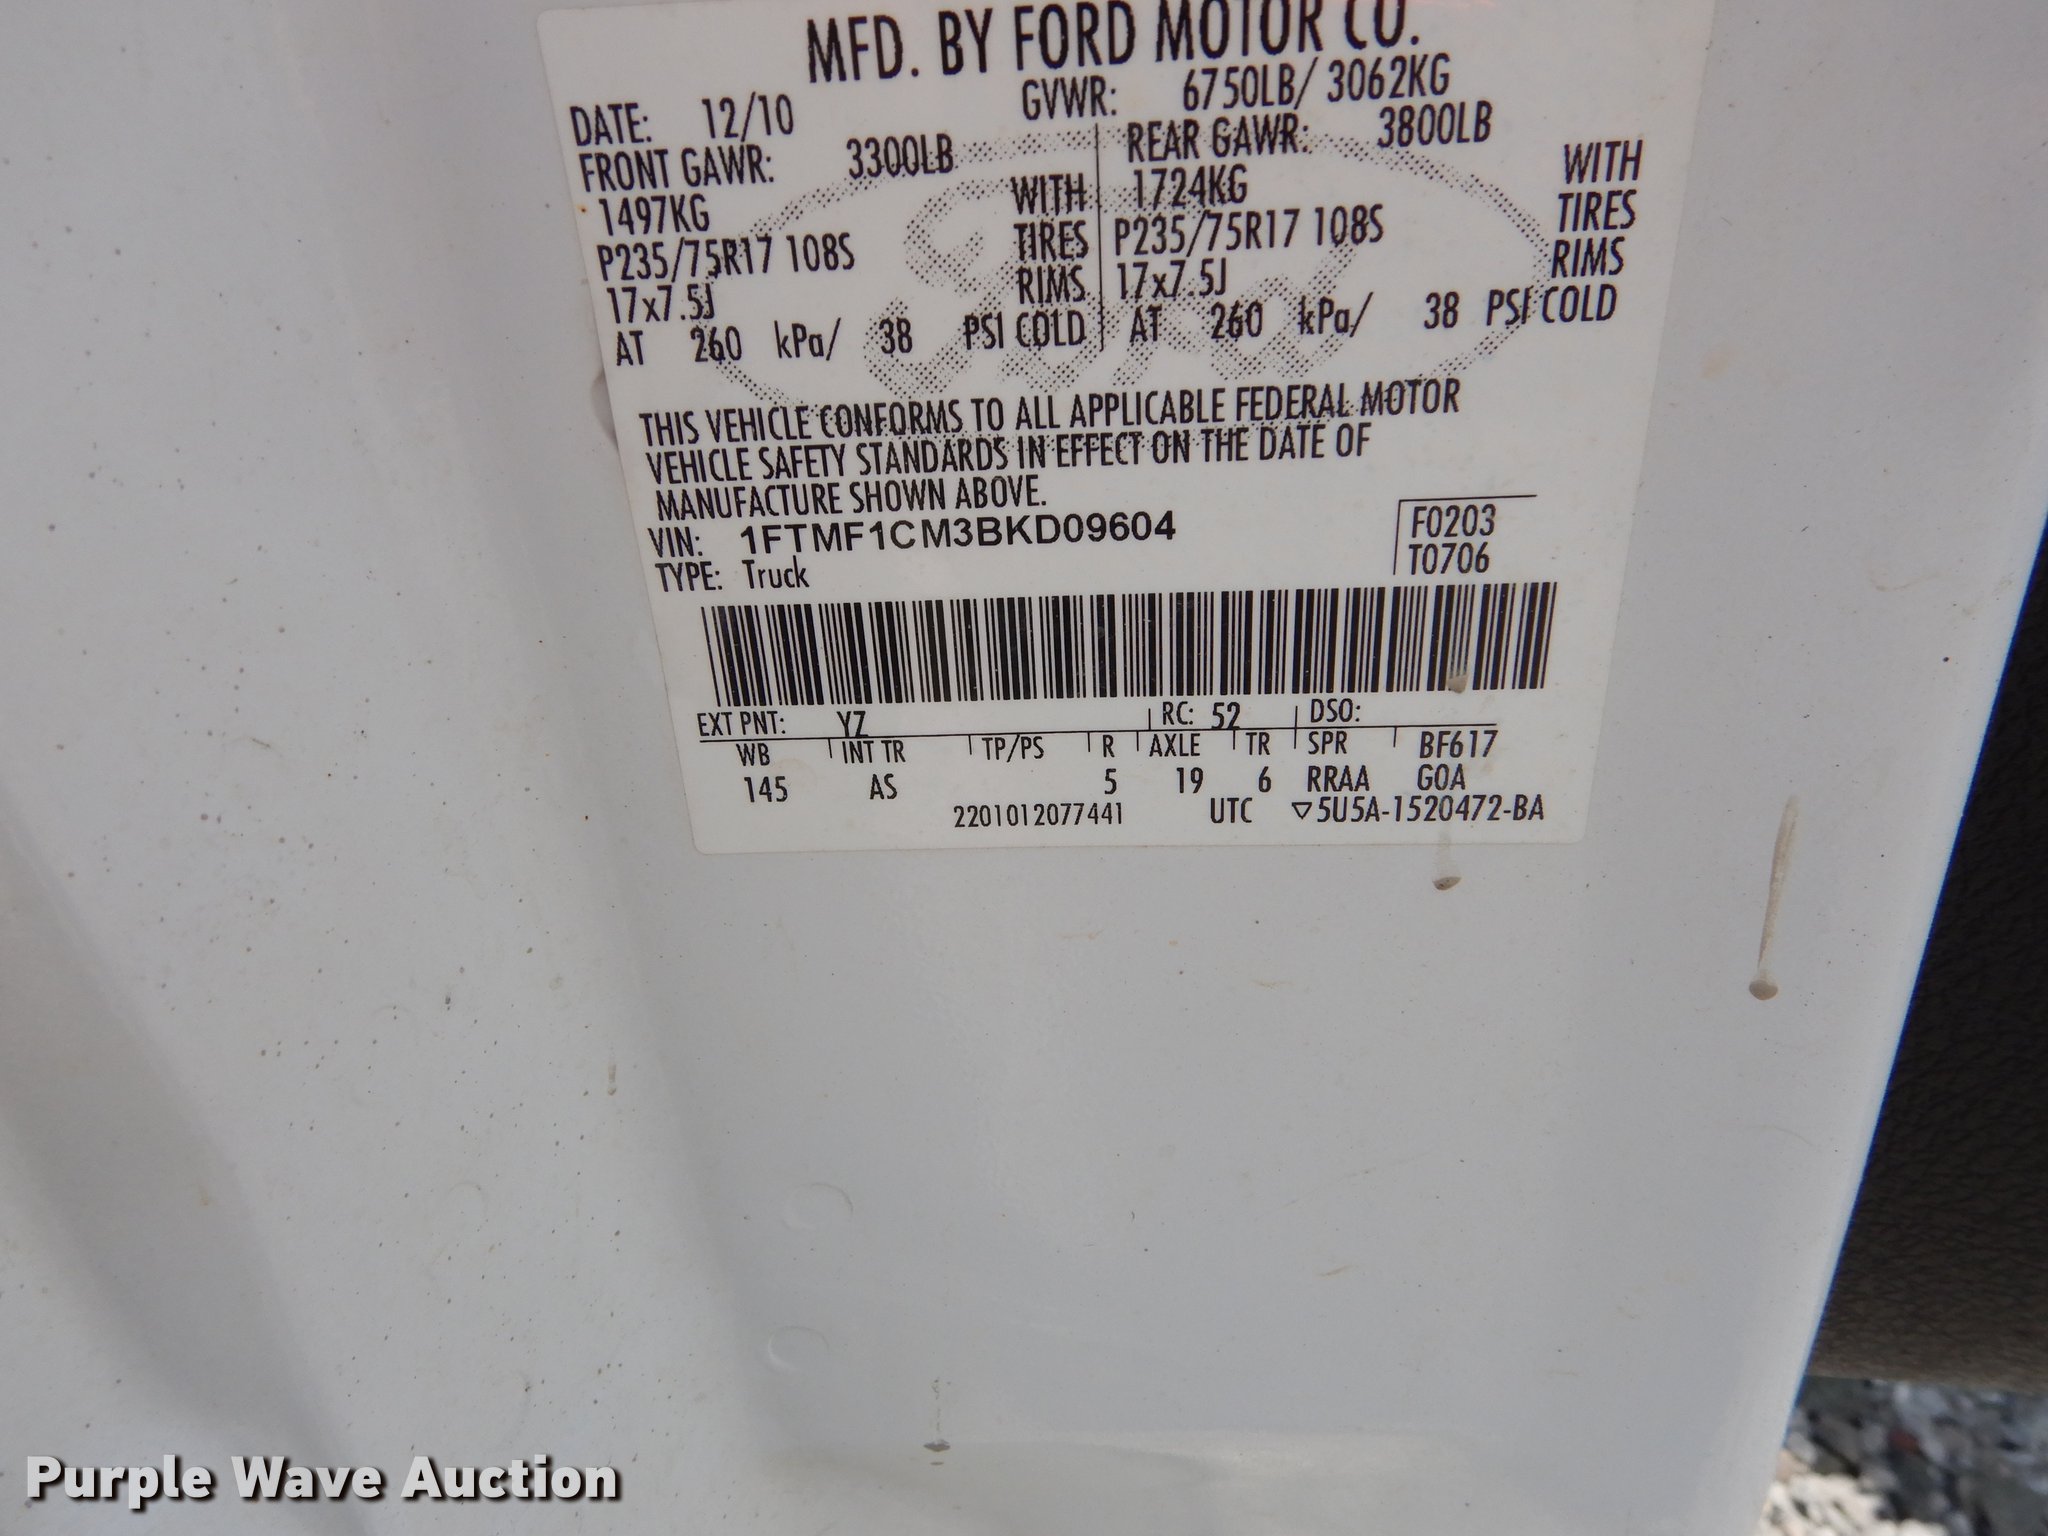 MFD. BY FORD MOTOR CO.
DATE: 12/10 GVWR: 6750LB/ 3062KG
FRONT GAWR: 3300LB REAR GAWR: 3800LB
1497KG WITH 1724KG WITH
P235/75R17 108S TIRES P235/75R17 108S TIRES
17x7.5J RIMS 17x7.5J RIMS
AT 260 kPa/ 38 PSI COLD AT 260 kPa/ 38 PSI COLD
THIS VEHICLE CONFORMS TO ALL APPLICABLE FEDERAL MOTOR
VEHICLE SAFETY STANDARDS IN EFFECT ON THE DATE OF
MANUFACTURE SHOWN ABOVE.
VIN: 1FTMF1CM3BKD09604 F0203
TYPE: Truck T0706
EXT PNT: YZ RC: 52 DSO:
WB INT TR TP/PS R AXLE TR SPR BF617
145 AS 5 19 6 RRAA GOA
2201012077441 UTC ▽5U5A-1520472-BA
Purple Wave Auction